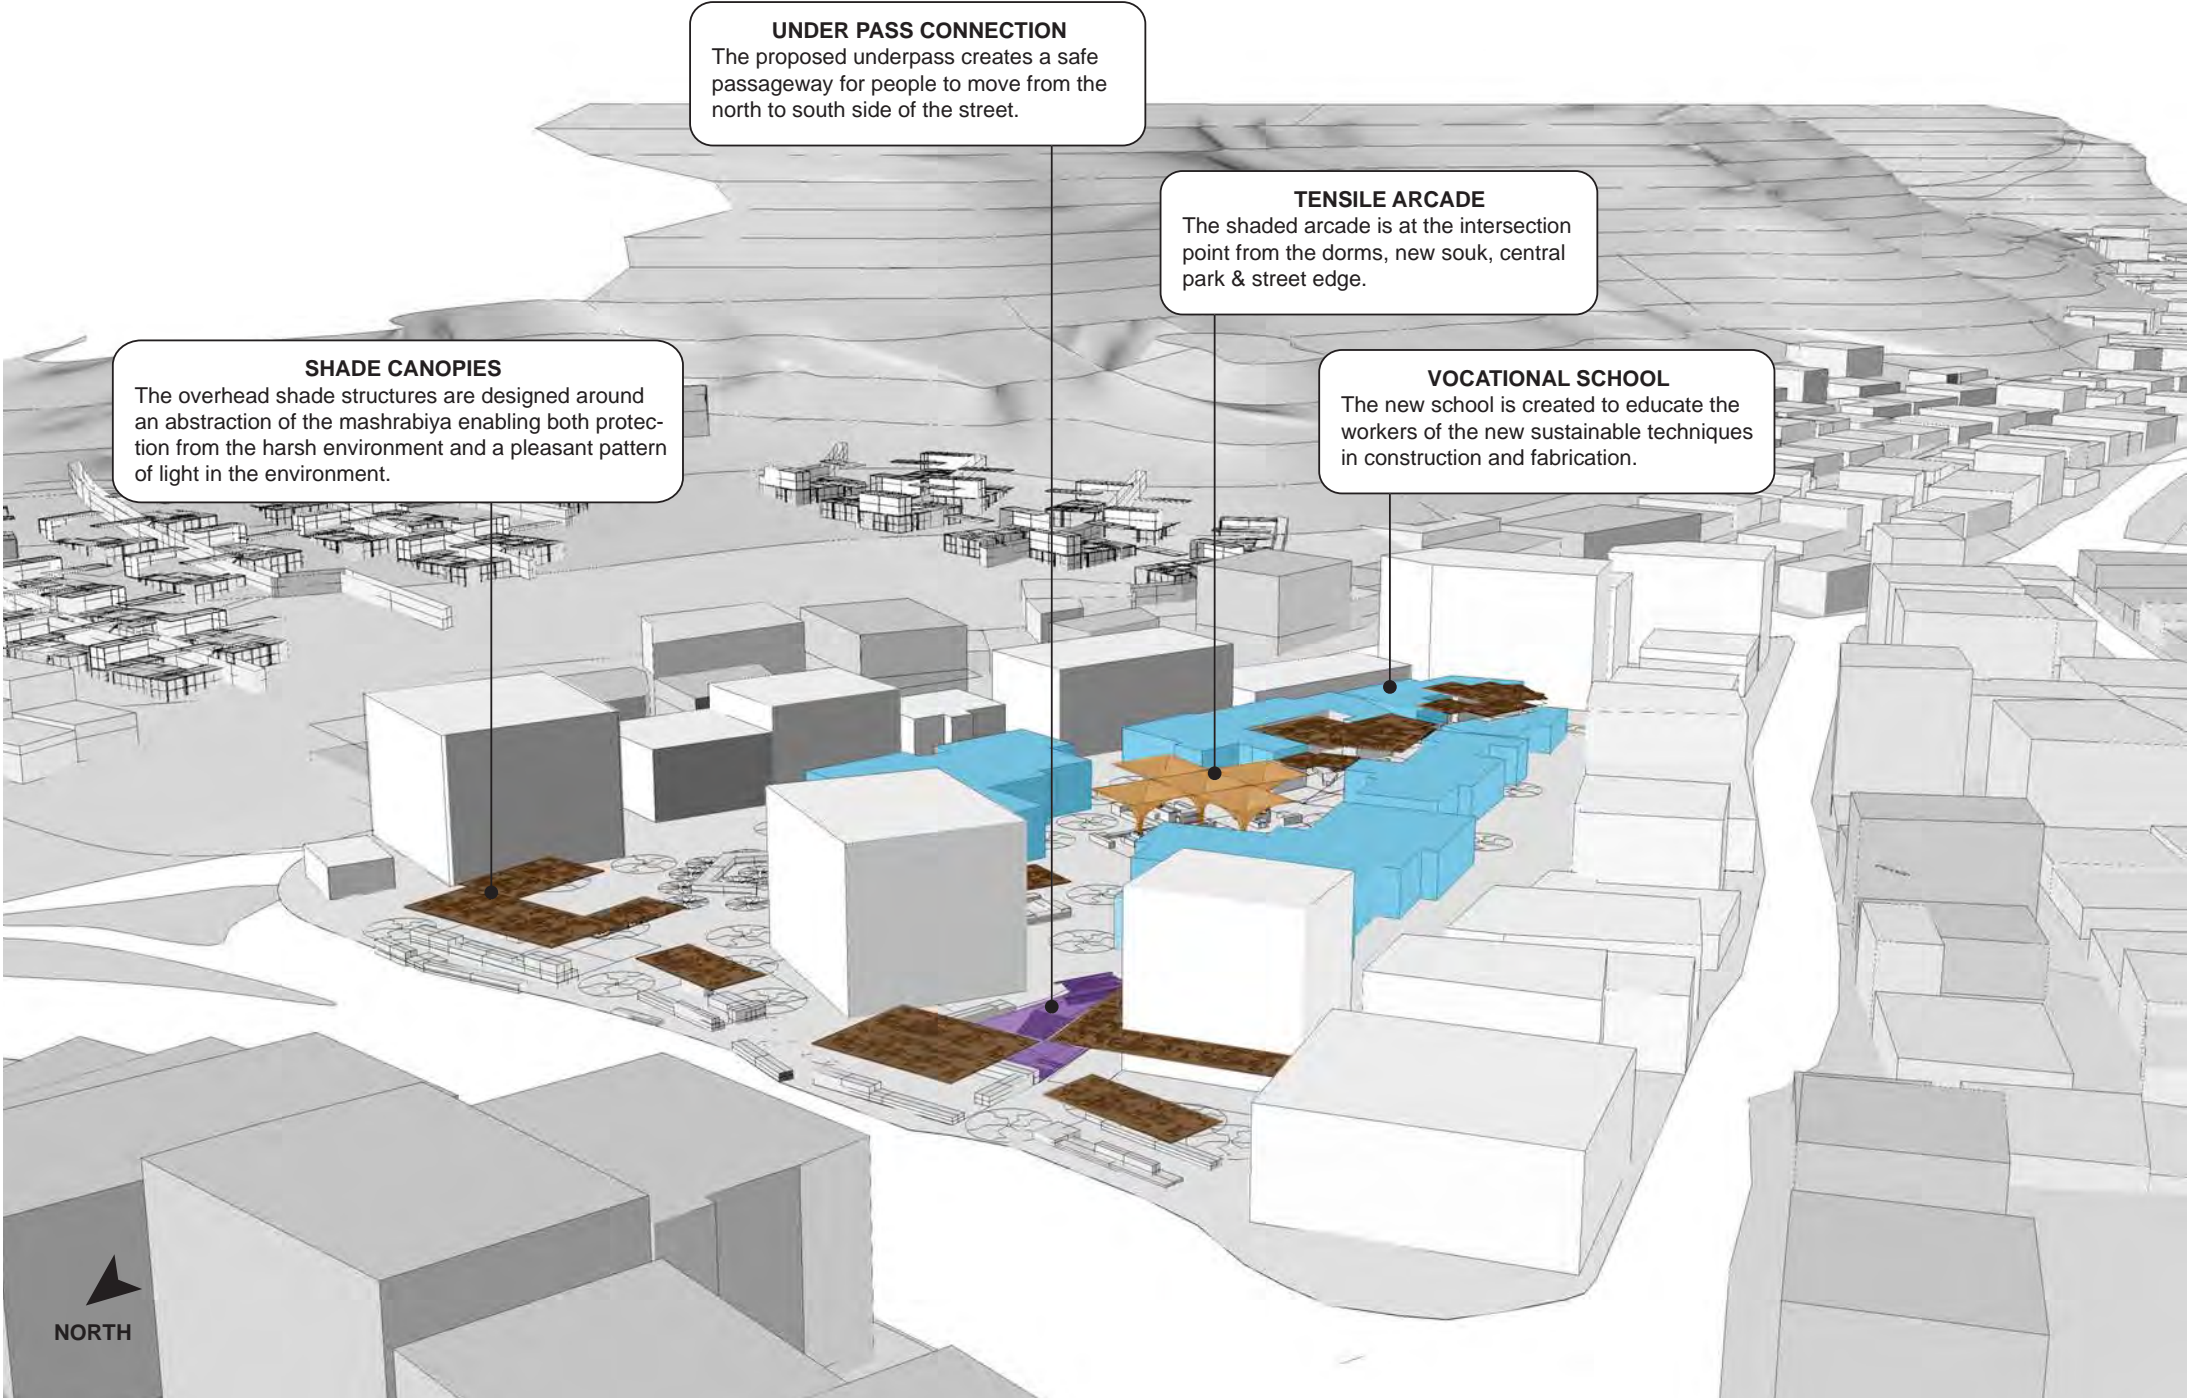 UNDER PASS CONNECTION
The proposed underpass creates a safe
passageway for people to move from the
north to south side of the street.
TENSILE ARCADE
The shaded arcade is at the intersection
point from the dorms, new souk, central
park & street edge.
SHADE CANOPIES
The overhead shade structures are designed around
an abstraction of the mashrabiya enabling both protec-
tion from the harsh environment and a pleasant pattern
of light in the environment.
VOCATIONAL SCHOOL
The new school is created to educate the
workers of the new sustainable techniques
in construction and fabrication.
NORTH